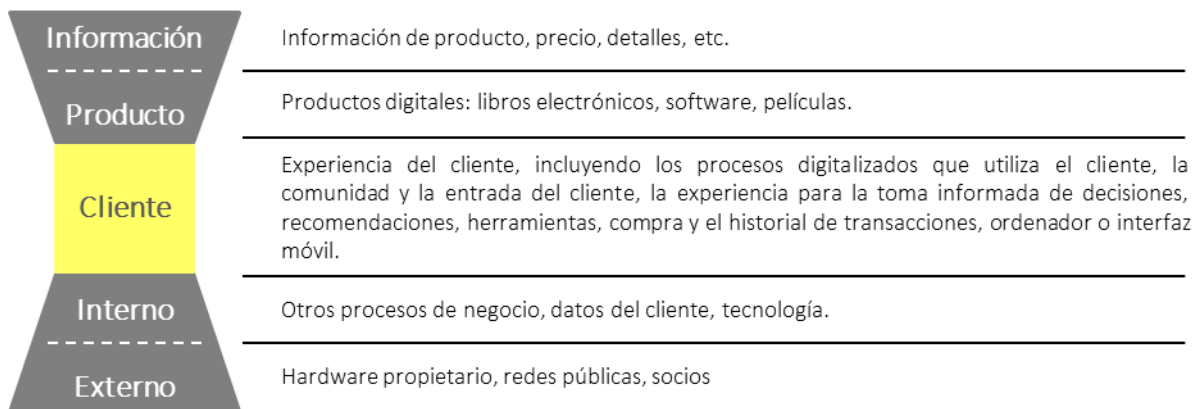 Información
Información de producto, precio, detalles, etc.
Producto
Productos digitales: libros electrónicos, software, películas.
Cliente
Experiencia del cliente, incluyendo los procesos digitalizados que utiliza el cliente, la
comunidad y la entrada del cliente, la experiencia para la toma informada de decisiones,
recomendaciones, herramientas, compra y el historial de transacciones, ordenador o interfaz
móvil.
Interno
Otros procesos de negocio, datos del cliente, tecnología.
Externo
Hardware propietario, redes públicas, socios